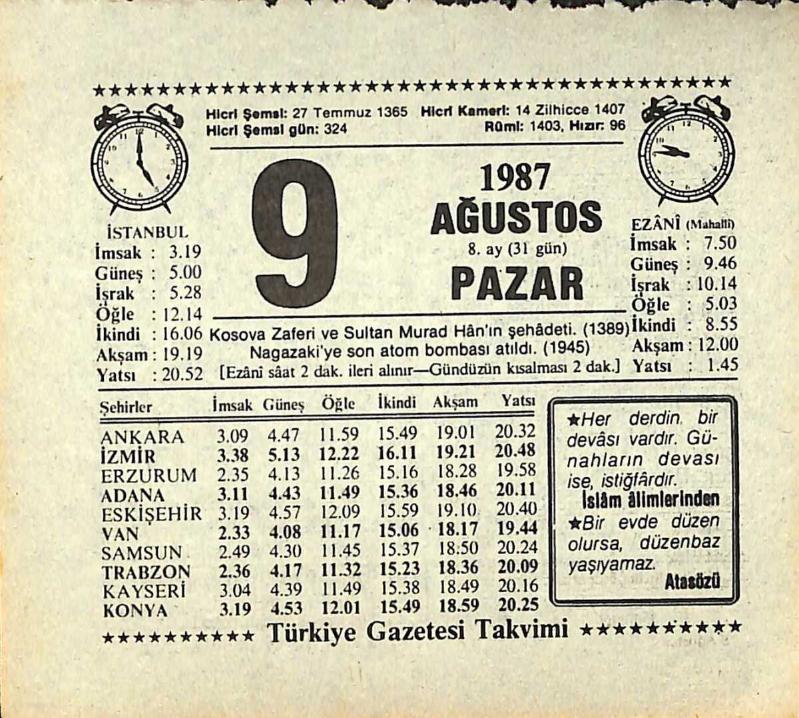 Hicrî Şemsî: 27 Temmuz 1365 Hicrî Kamerî: 14 Zilhicce 1407
Hicrî Şemsî gün: 324 Rûmî: 1403, Hızır: 96
9
1987
AĞUSTOS
8. ay (31 gün)
PAZAR
İSTANBUL
İmsak : 3.19
Güneş : 5.00
İşrak : 5.28
Öğle : 12.14
İkindi : 16.06
Akşam : 19.19
Yatsı : 20.52
EZÂNÎ (Mahallî)
İmsak : 7.50
Güneş : 9.46
İşrak : 10.14
Öğle : 5.03
İkindi : 8.55
Akşam : 12.00
Yatsı : 1.45
Kosova Zaferi ve Sultan Murad Hân'ın şehâdeti. (1389)
Nagazaki'ye son atom bombası atıldı. (1945)
[Ezânî sâat 2 dak. ileri alınır—Gündüzün kısalması 2 dak.]
Şehirler İmsak Güneş Öğle İkindi Akşam Yatsı
ANKARA 3.09 4.47 11.59 15.49 19.01 20.32
İZMİR 3.38 5.13 12.22 16.11 19.21 20.48
ERZURUM 2.35 4.13 11.26 15.16 18.28 19.58
ADANA 3.11 4.43 11.49 15.36 18.46 20.11
ESKİŞEHİR 3.19 4.57 12.09 15.59 19.10 20.40
VAN 2.33 4.08 11.17 15.06 18.17 19.44
SAMSUN 2.49 4.30 11.45 15.37 18.50 20.24
TRABZON 2.36 4.17 11.32 15.23 18.36 20.09
KAYSERİ 3.04 4.39 11.49 15.38 18.49 20.16
KONYA 3.19 4.53 12.01 15.49 18.59 20.25
★Her derdin bir
devâsı vardır. Gü-
nahların devası
ise, istiğfârdır.
İslâm âlimlerinden
★Bir evde düzen
olursa, düzenbaz
yaşıyamaz.
Atasözü
★★★★★★★★★★ Türkiye Gazetesi Takvimi ★★★★★★★★★★